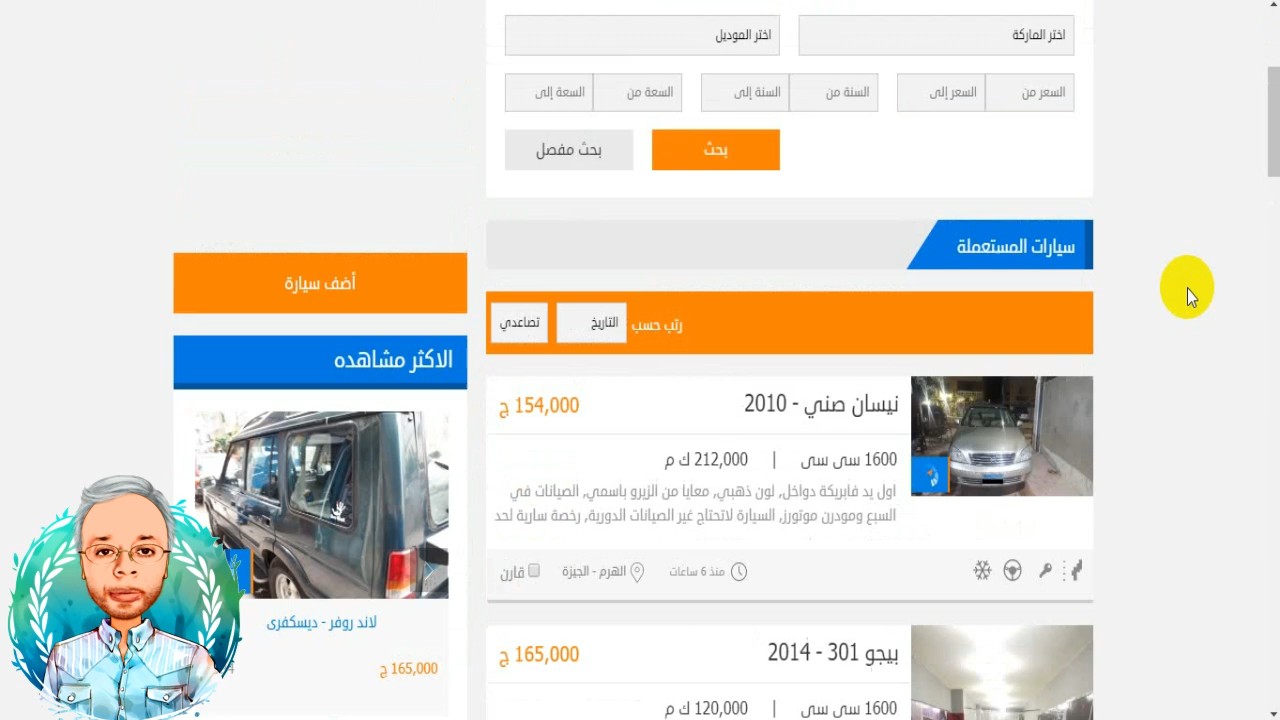 اختر الماركة
اختر الموديل
السعر من
السعر إلى
السنة من
السنة إلى
السعة من
السعة إلى
بحث
بحث مفصل
سيارات المستعملة
رتب حسب
التاريخ
تصاعدي
نيسان صني - 2010
154,000 ج
1600 سى سى | 212,000 ك م
اول يد فابريكة دواخل, لون ذهبي, معايا من الزيرو باسمي, الصيانات في
السبع ومودرن موتورز, السيارة لاتحتاج غير الصيانات الدورية, رخصة سارية لحد
منذ 6 ساعات
الهرم - الجيزة
قارن
بيجو 301 - 2014
165,000 ج
1600 سى سى | 120,000 ك م
أضف سيارة
الاكثر مشاهده
لاند روفر - ديسكفرى
165,000 ج